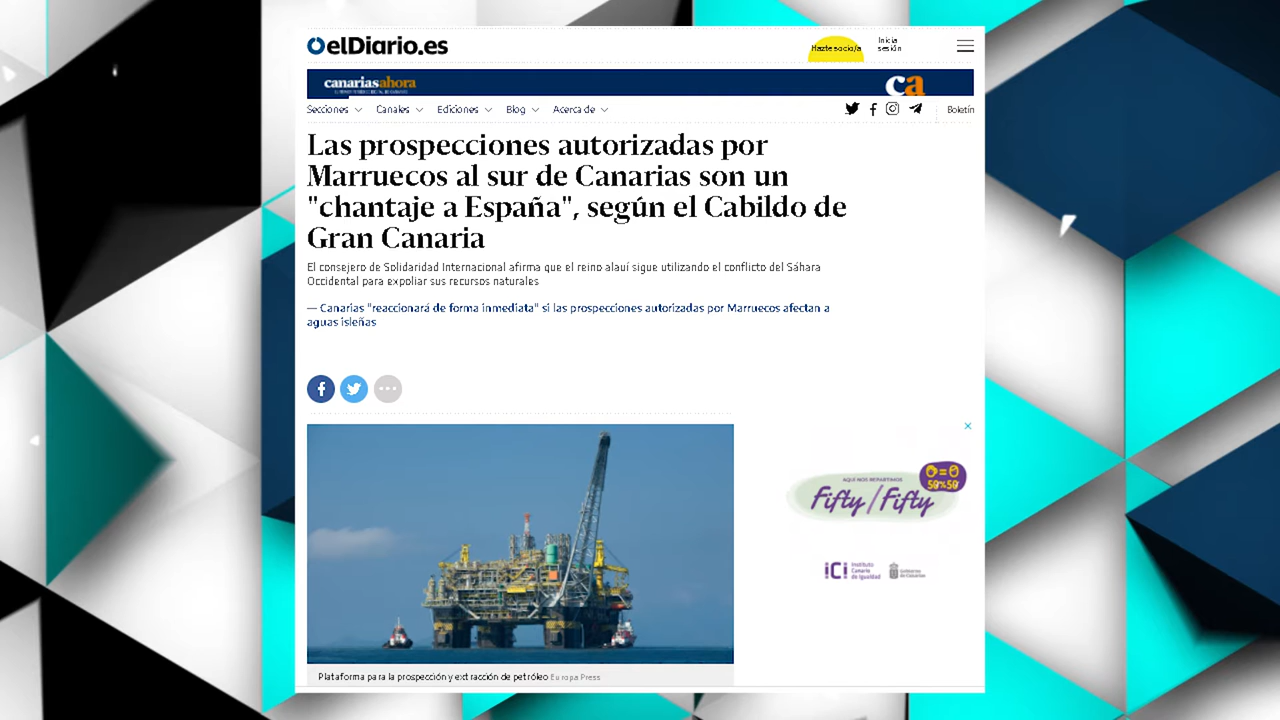 elDiario.es
Hazte socio/a
Inicia
sesión
canariasahora
ca
Secciones Canales Ediciones Blog Acerca de
Boletín
Las prospecciones autorizadas por
Marruecos al sur de Canarias son un
"chantaje a España", según el Cabildo de
Gran Canaria
El consejero de Solidaridad Internacional afirma que el reino alauí sigue utilizando el conflicto del Sáhara
Occidental para expoliar sus recursos naturales
— Canarias "reaccionará de forma inmediata" si las prospecciones autorizadas por Marruecos afectan a
aguas isleñas
AQUÍ NOS REPARTIMOS
Fifty/Fifty
50%50
iCi Instituto
Canario
de Igualdad
Gobierno
de Canarias
Plataforma para la prospección y extracción de petróleo Europa Press